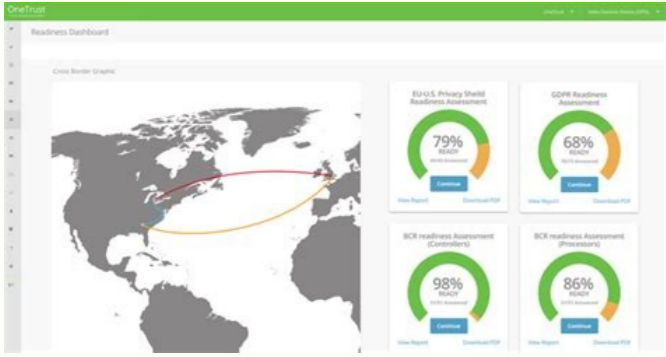 OneTrust
OneTrust
Readiness Dashboard
Cross Border Graphic
EU-U.S. Privacy Sheild
Readiness Assessment
79%
READY
Continue
View Report
Download PDF
GDPR Readiness
Assessment
68%
READY
Continue
View Report
Download PDF
BCR readiness Assessment
(Controllers)
98%
READY
Continue
View Report
Download PDF
BCR readiness Assessment
(Processors)
86%
READY
Continue
View Report
Download PDF